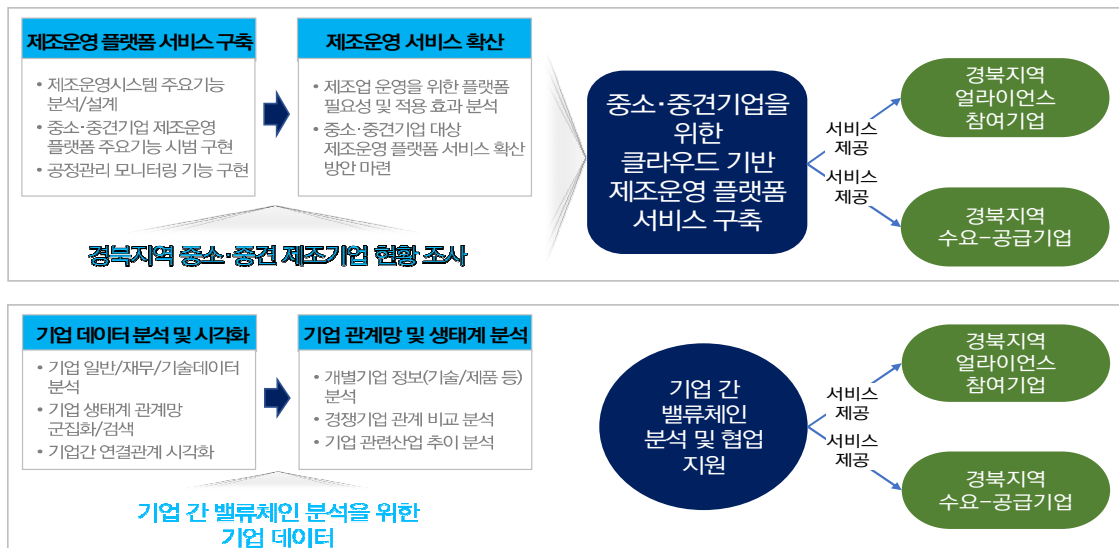 제조운영 플랫폼 서비스 구축
• 제조운영시스템 주요기능
분석/설계
• 중소·중견기업 제조운영
플랫폼 주요기능 시범 구현
• 공정관리 모니터링 기능 구현
제조운영 서비스 확산
• 제조업 운영을 위한 플랫폼
필요성 및 적용 효과 분석
• 중소·중견기업 대상
제조운영 플랫폼 서비스 확산
방안 마련
경북지역 중소·중견 제조기업 현황 조사
중소·중견기업을
위한
클라우드 기반
제조운영 플랫폼
서비스 구축
서비스
제공
서비스
제공
경북지역
얼라이언스
참여기업
경북지역
수요-공급기업
기업 데이터 분석 및 시각화
• 기업 일반/재무/기술데이터
분석
• 기업 생태계 관계망
군집화/검색
• 기업간 연결관계 시각화
기업 관계망 및 생태계 분석
• 개별기업 정보(기술/제품 등)
분석
• 경쟁기업 관계 비교 분석
• 기업 관련산업 추이 분석
기업 간 밸류체인 분석을 위한
기업 데이터
기업 간
밸류체인
분석 및 협업
지원
서비스
제공
서비스
제공
경북지역
얼라이언스
참여기업
경북지역
수요-공급기업